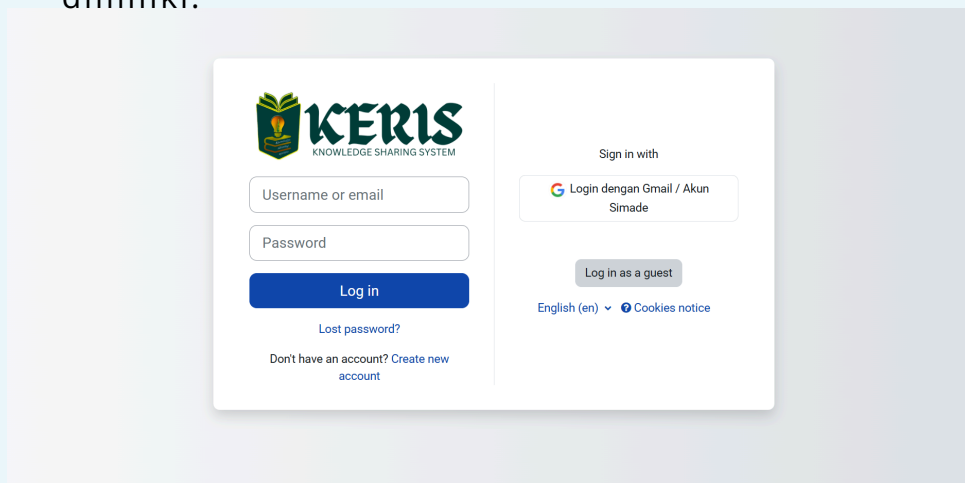 KERIS
KNOWLEDGE SHARING SYSTEM
Username or email
Password
Log in
Lost password?
Don't have an account? Create new
account
Sign in with
Login dengan Gmail / Akun
Simade
Log in as a guest
English (en)
Cookies notice